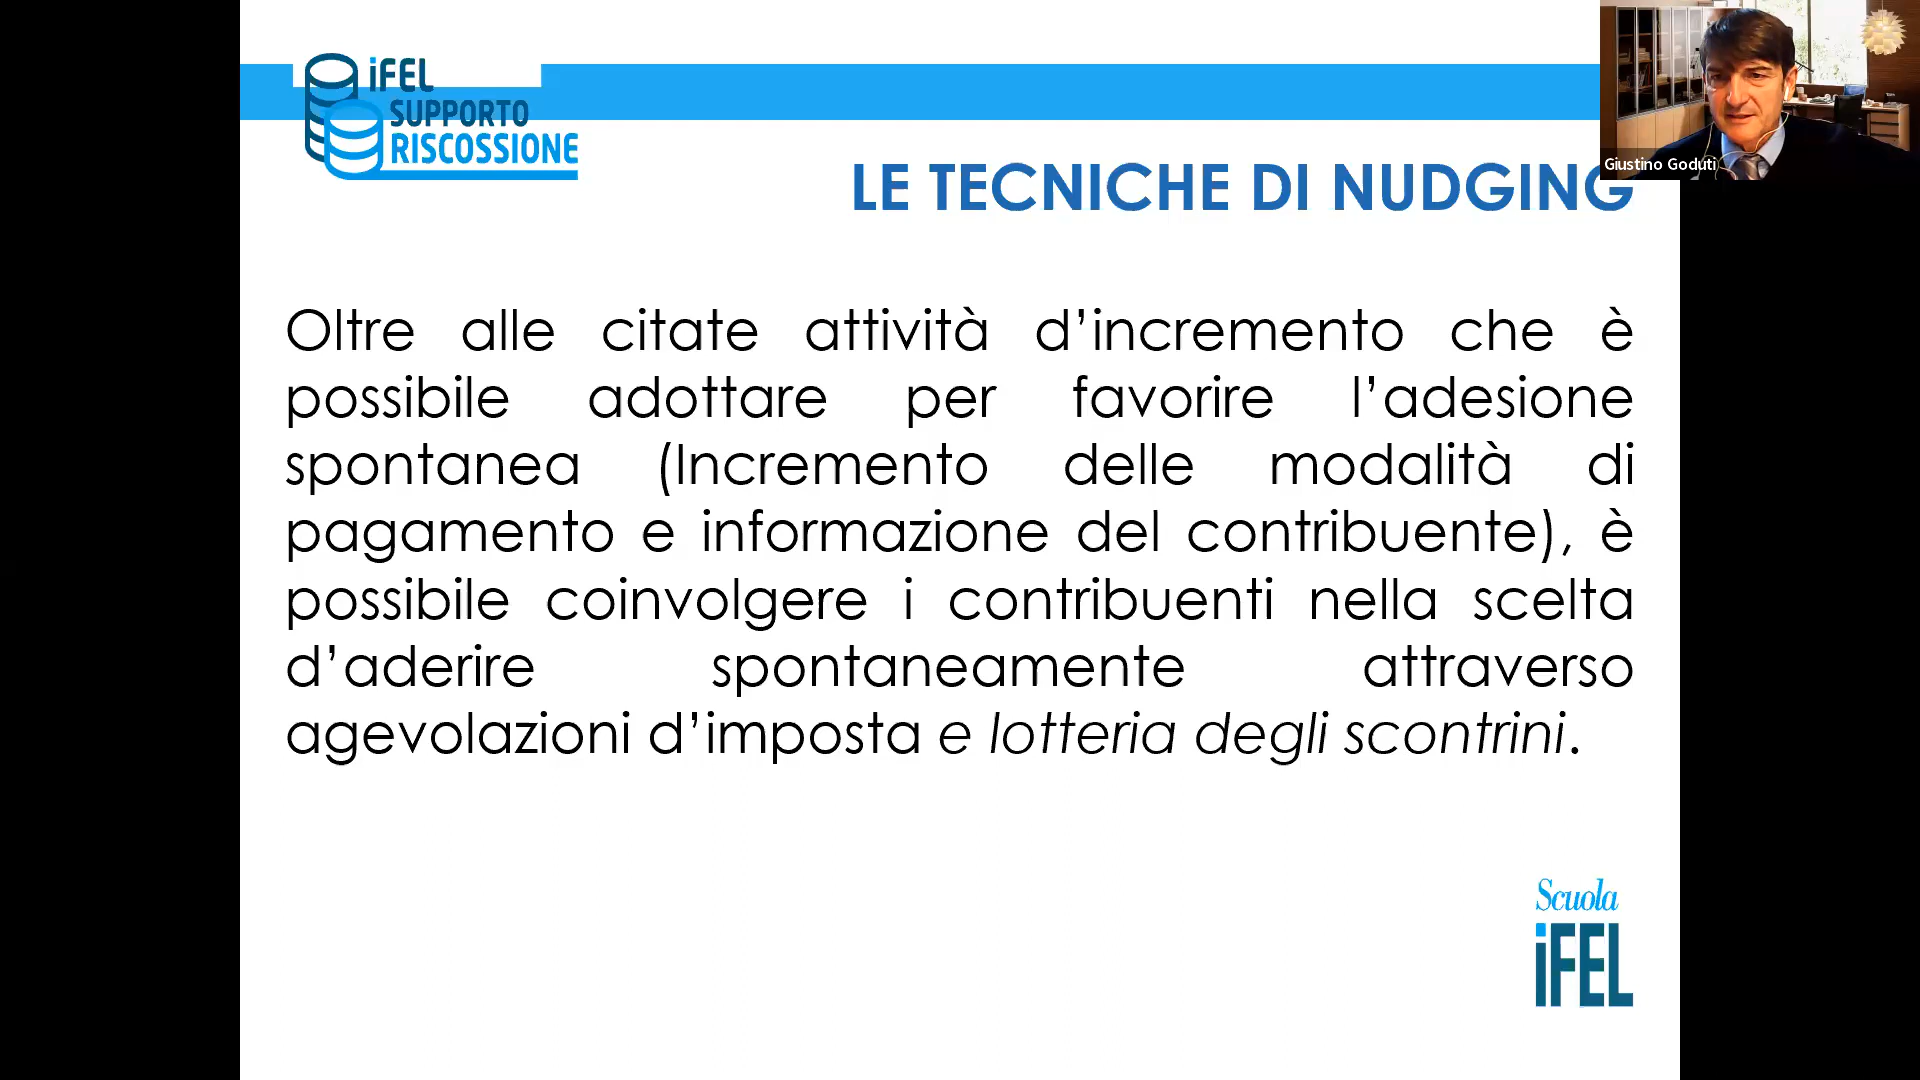 iFEL
SUPPORTO
RISCOSSIONE
Giustino Goduti
LE TECNICHE DI NUDGING
Oltre alle citate attività d’incremento che è
possibile adottare per favorire l’adesione
spontanea (Incremento delle modalità di
pagamento e informazione del contribuente), è
possibile coinvolgere i contribuenti nella scelta
d’aderire spontaneamente attraverso
agevolazioni d’imposta e lotteria degli scontrini.
Scuola
iFEL